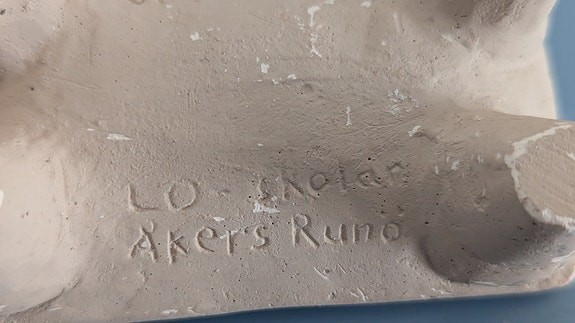 LO - skolan
Åkers Runö